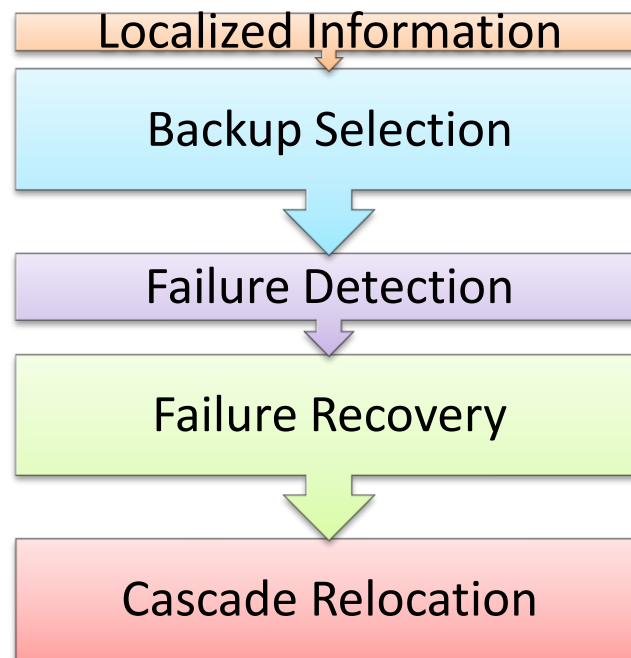 Localized Information
Backup Selection
Failure Detection
Failure Recovery
Cascade Relocation